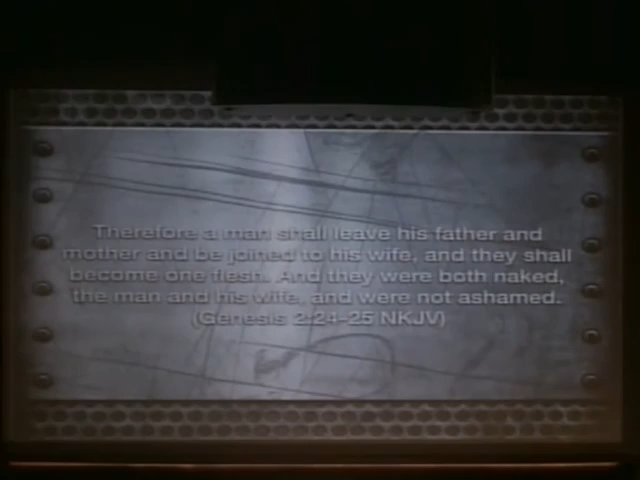 Therefore a man shall leave his father and
mother and be joined to his wife, and they shall
become one flesh. And they were both naked,
the man and his wife, and were not ashamed.
(Genesis 2:24-25 NKJV)